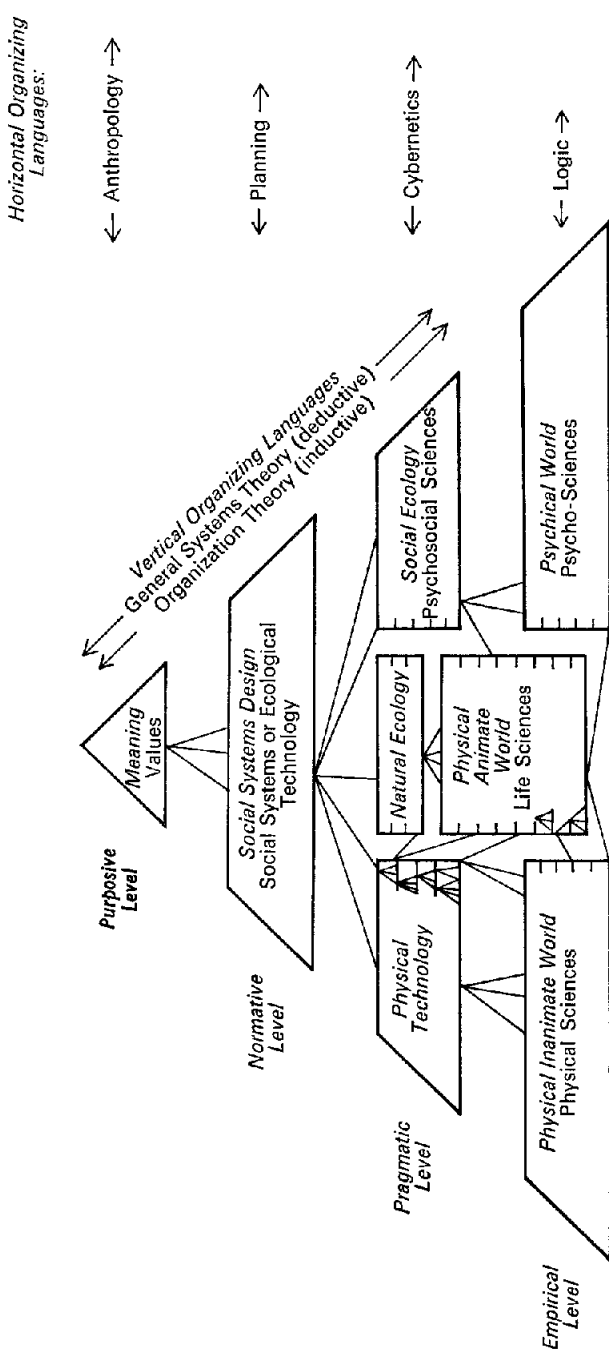 Horizontal Organizing
Languages:
← Anthropology →
← Planning →
← Cybernetics →
← Logic →
Vertical Organizing Languages
General Systems Theory (deductive)
Organization Theory (inductive)
Purposive
Level
Meaning
Values
Normative
Level
Social Systems Design
Social Systems or Ecological
Technology
Pragmatic
Level
Physical
Technology
Natural Ecology
Social Ecology
Psychosocial Sciences
Empirical
Level
Physical Inanimate World
Physical Sciences
Physical
Animate
World
Life Sciences
Psychical World
Psycho-Sciences